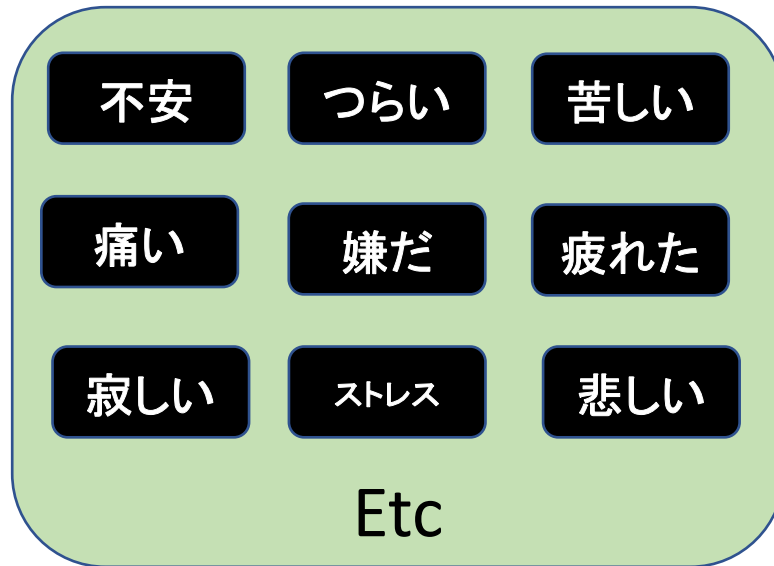 不安
つらい
苦しい
痛い
嫌だ
疲れた
寂しい
ストレス
悲しい
Etc